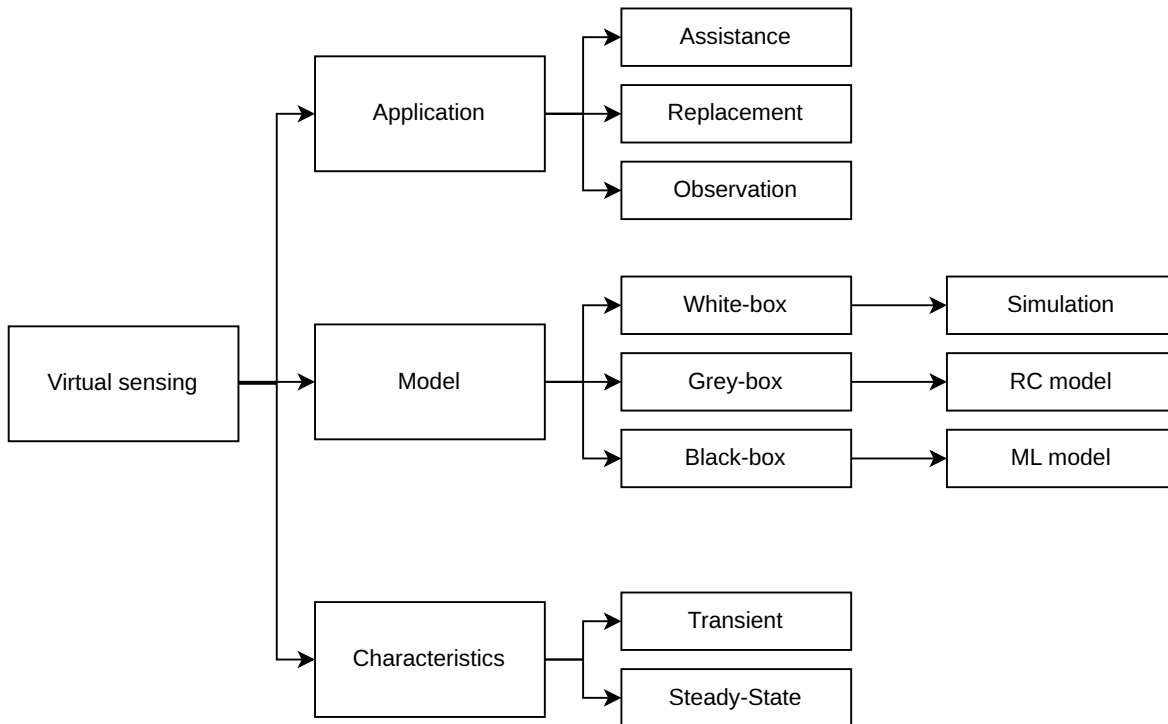 Virtual sensing
Application
Assistance
Replacement
Observation
Model
White-box
Simulation
Grey-box
RC model
Black-box
ML model
Characteristics
Transient
Steady-State